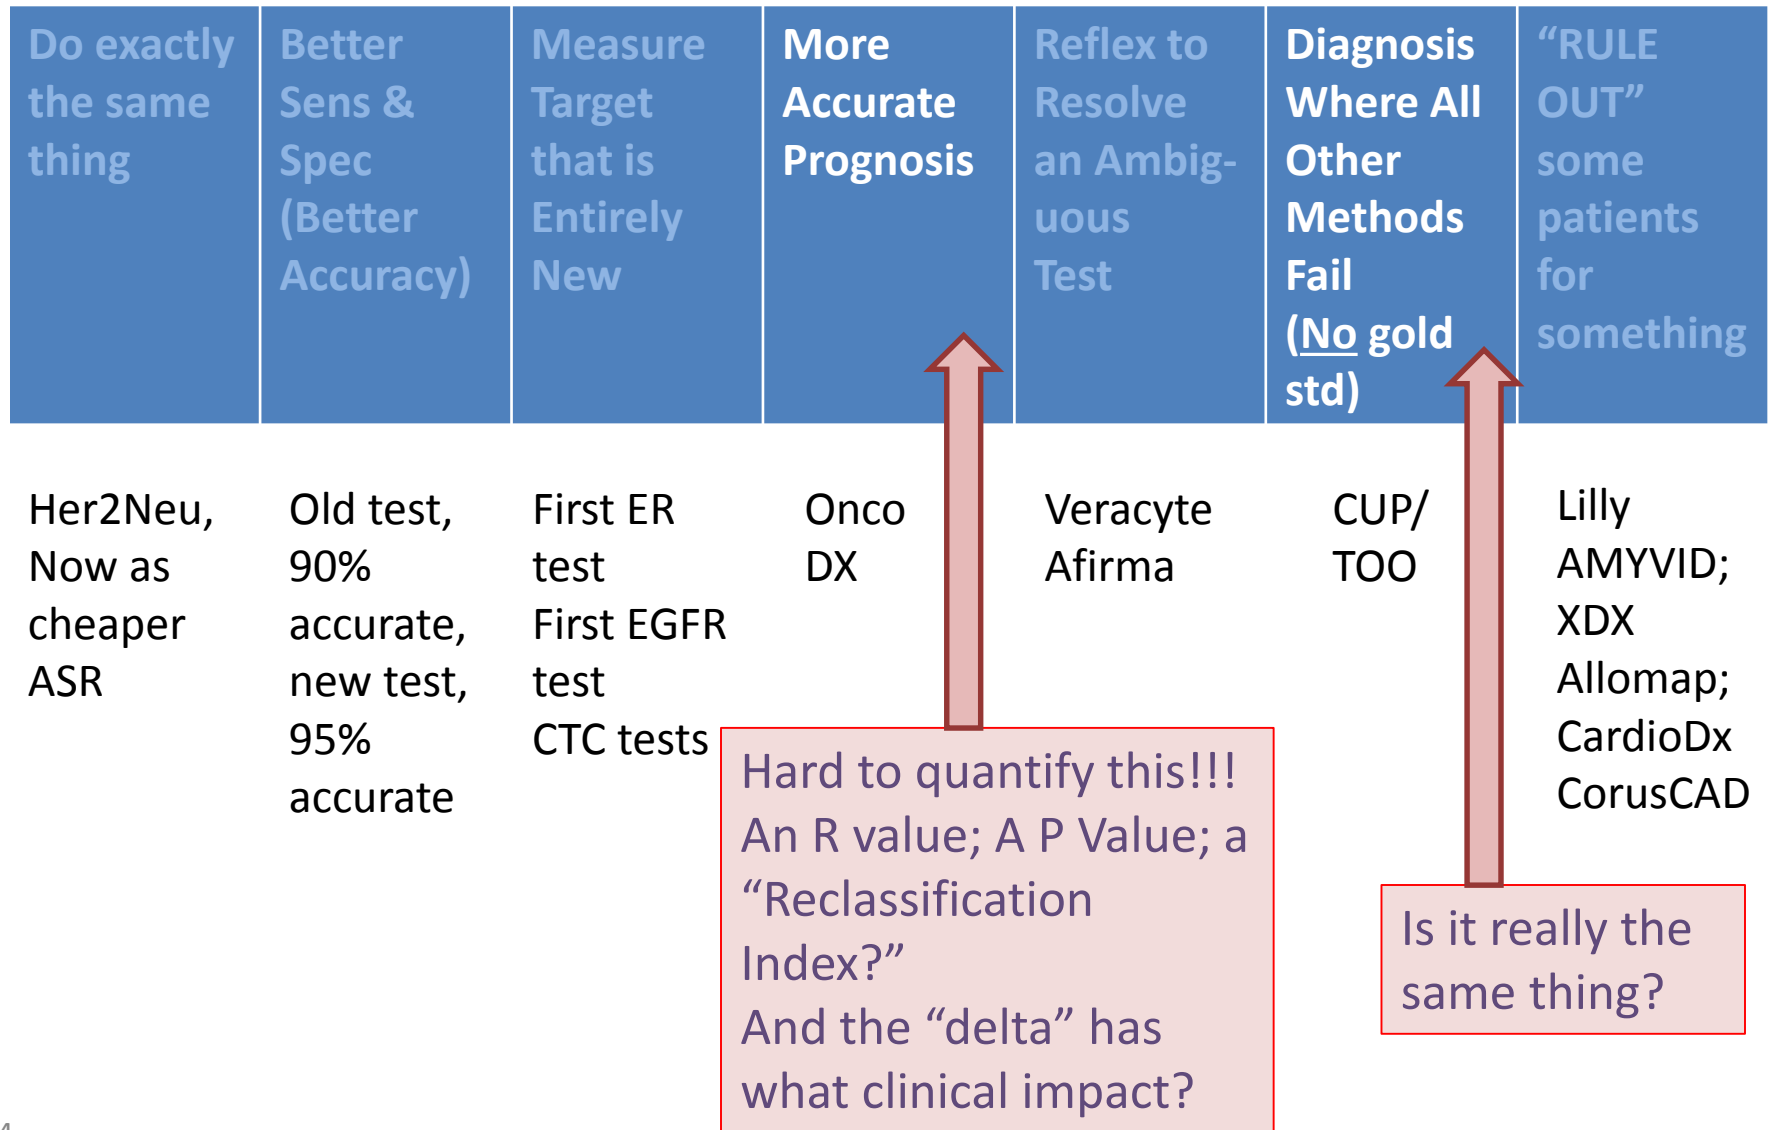 Do exactly
the same
thing
Better
Sens &
Spec
(Better
Accuracy)
Measure
Target
that is
Entirely
New
More
Accurate
Prognosis
Reflex to
Resolve
an Ambig-
uous
Test
Diagnosis
Where All
Other
Methods
Fail
(No gold
std)
“RULE
OUT”
some
patients
for
something
Her2Neu,
Now as
cheaper
ASR
Old test,
90%
accurate,
new test,
95%
accurate
First ER
test
First EGFR
test
CTC tests
Onco
DX
Veracyte
Afirma
CUP/
TOO
Lilly
AMYVID;
XDX
Allomap;
CardioDx
CorusCAD
Hard to quantify this!!!
An R value; A P Value; a
“Reclassification
Index?”
And the “delta” has
what clinical impact?
Is it really the
same thing?